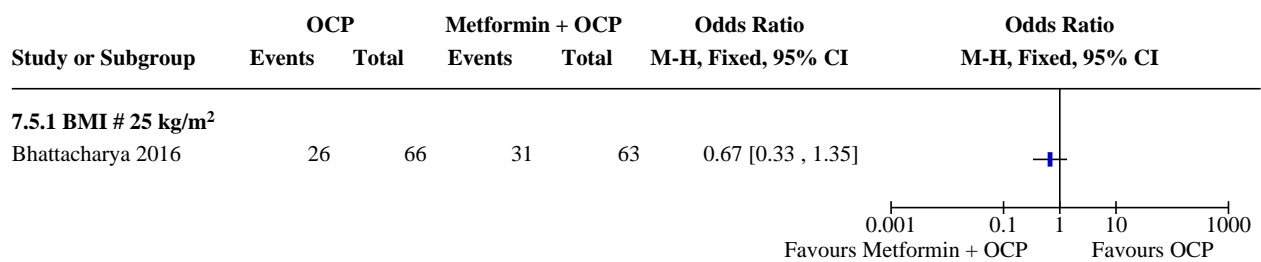 OCP Metformin + OCP Odds Ratio Odds Ratio
Study or Subgroup Events Total Events Total M-H, Fixed, 95% CI M-H, Fixed, 95% CI
7.5.1 BMI # 25 kg/m²
Bhattacharya 2016 26 66 31 63 0.67 [0.33 , 1.35]
0.001 0.1 1 10 1000
Favours Metformin + OCP Favours OCP